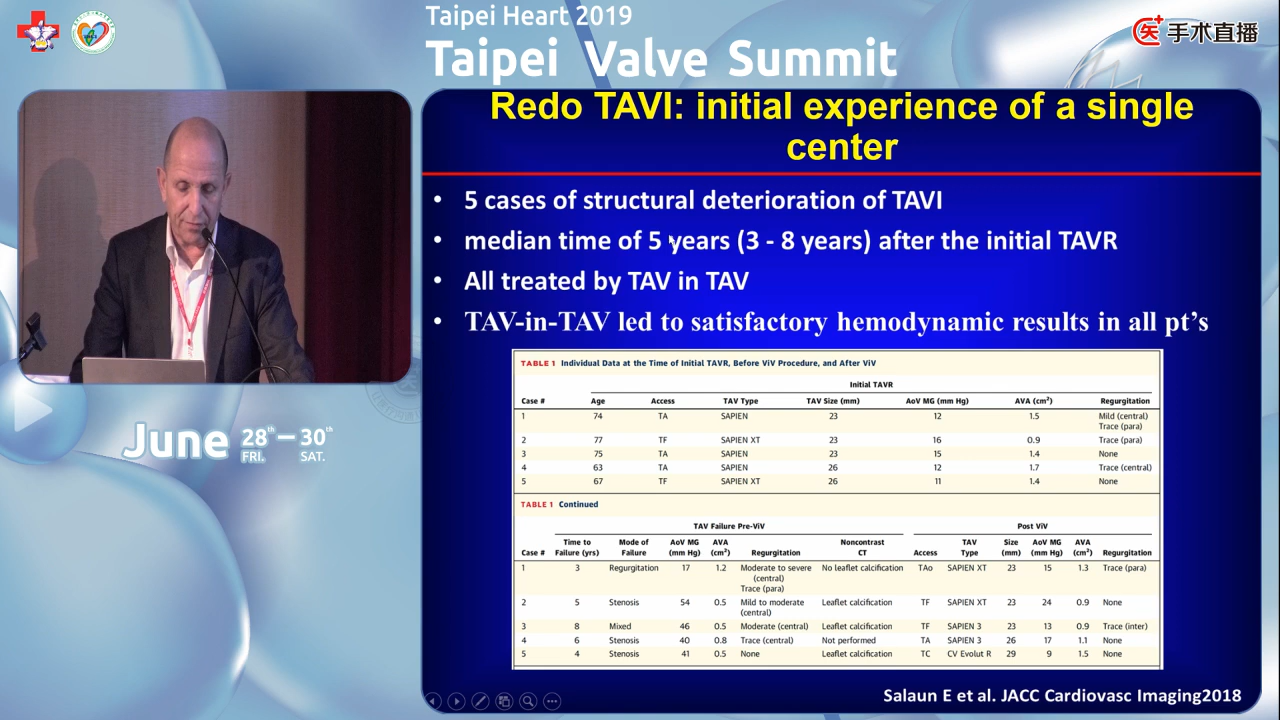 Taipei Heart 2019
Taipei Valve Summit
手术直播
Redo TAVI: initial experience of a single
center
• 5 cases of structural deterioration of TAVI
• median time of 5 years (3 - 8 years) after the initial TAVR
• All treated by TAV in TAV
• TAV-in-TAV led to satisfactory hemodynamic results in all pt's
TABLE 1 Individual Data at the Time of Initial TAVR, Before ViV Procedure, and After ViV
Initial TAVR
Case # Age Access TAV Type TAV Size (mm) AoV MG (mm Hg) AVA (cm²) Regurgitation
1 74 TA SAPIEN 23 12 1.5 Mild (central)
Trace (para)
2 77 TF SAPIEN XT 23 16 0.9 Trace (para)
3 75 TA SAPIEN 23 15 1.4 None
4 63 TA SAPIEN 26 12 1.7 Trace (central)
5 67 TF SAPIEN XT 26 11 1.4 None
TABLE 1 Continued
TAV Failure Pre-ViV Post ViV
Case # Time to Failure (yrs) Mode of Failure AoV MG (mm Hg) AVA (cm²) Regurgitation Noncontrast CT Access TAV Type Size (mm) AoV MG (mm Hg) AVA (cm²) Regurgitation
1 3 Regurgitation 17 1.2 Moderate to severe No leaflet calcification TAo SAPIEN XT 23 15 1.3 Trace (para)
(central)
Trace (para)
2 5 Stenosis 54 0.5 Mild to moderate Leaflet calcification TF SAPIEN XT 23 24 0.9 None
(central)
3 8 Mixed 46 0.5 Moderate (central) Leaflet calcification TF SAPIEN 3 23 13 0.9 Trace (inter)
4 6 Stenosis 40 0.8 Trace (central) Not performed TA SAPIEN 3 26 17 1.1 None
5 4 Stenosis 41 0.5 None Leaflet calcification TC CV Evolut R 29 9 1.5 None
Salaun E et al. JACC Cardiovasc Imaging2018
June 28th – 30th
FRI. SAT.